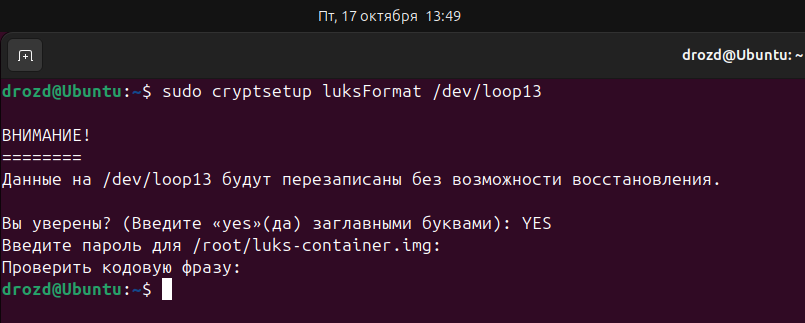 Пт, 17 октября 13:49
drozd@Ubuntu: ~
drozd@Ubuntu:~$ sudo cryptsetup luksFormat /dev/loop13
ВНИМАНИЕ!
========
Данные на /dev/loop13 будут перезаписаны без возможности восстановления.
Вы уверены? (Введите «yes»(да) заглавными буквами): YES
Введите пароль для /root/luks-container.img:
Проверить кодовую фразу:
drozd@Ubuntu:~$